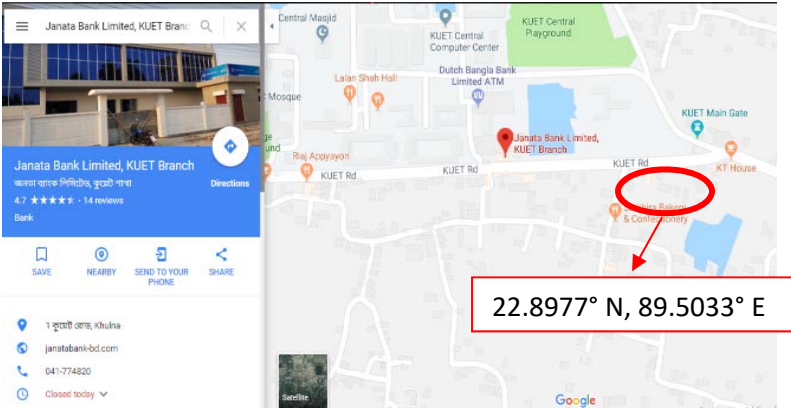 Janata Bank Limited, KUET Branc
Janata Bank Limited, KUET Branch
জনতা ব্যাংক লিমিটেড, কুয়েট শাখা
Directions
4.7 · 14 reviews
Bank
SAVE
NEARBY
SEND TO YOUR
PHONE
SHARE
1 কুয়েট রোড, Khulna
janatabank-bd.com
041-774820
Closed today
Central Masjid
KUET Central
Computer Center
KUET Central
Playground
Lalan Shah Hall
Dutch Bangla Bank
Limited ATM
Mosque
KUET Main Gate
Janata Bank Limited,
KUET Branch
Riaj Appyayon
KUET Rd
KUET Rd
KUET Rd
KT House
Bakery
& Confectionery
22.8977° N, 89.5033° E
Satellite
Google